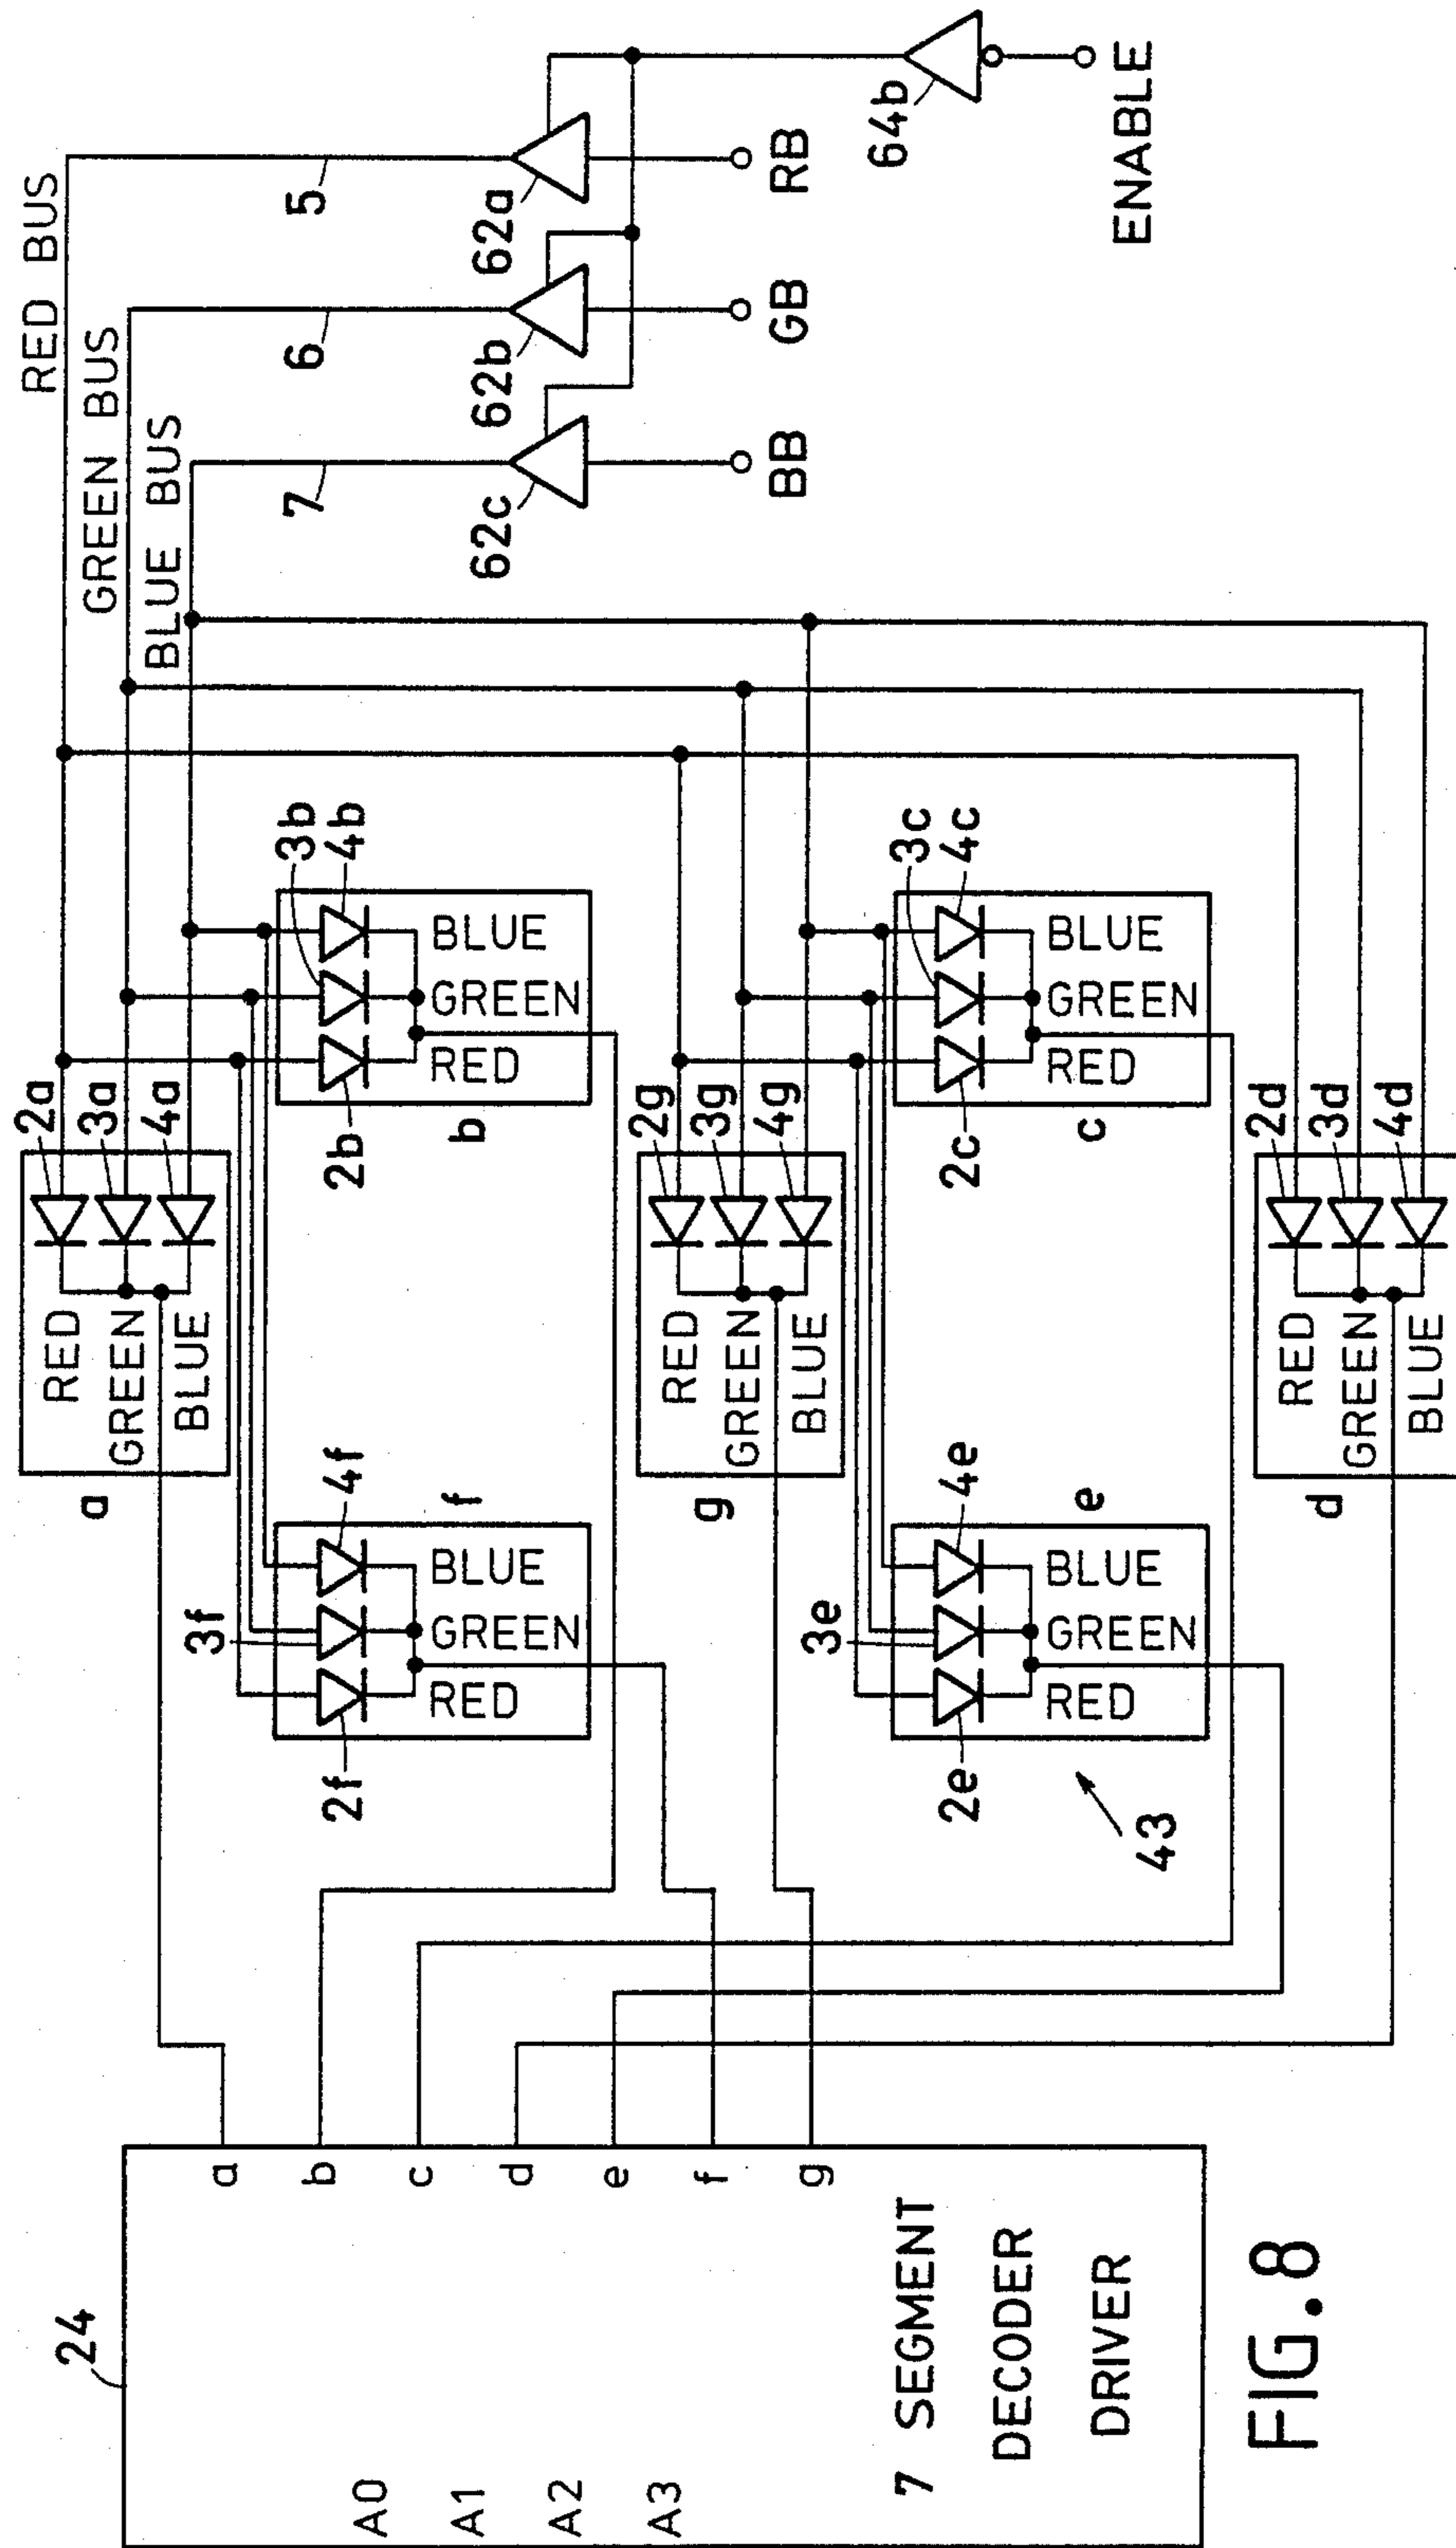 24
A0
A1
A2
A3
a
b
c
d
e
f
g
7 SEGMENT
DECODER
DRIVER
a
RED
GREEN
BLUE
2a
3a
4a
f
2f
3f
4f
BLUE
GREEN
RED
b
2b
3b
4b
BLUE
GREEN
RED
g
RED
GREEN
BLUE
2g
3g
4g
e
2e
3e
4e
BLUE
GREEN
RED
43
c
2c
3c
4c
BLUE
GREEN
RED
d
RED
GREEN
BLUE
2d
3d
4d
RED BUS
GREEN BUS
BLUE BUS
5
6
7
62a
62b
62c
RB
GB
BB
64b
ENABLE
FIG.8